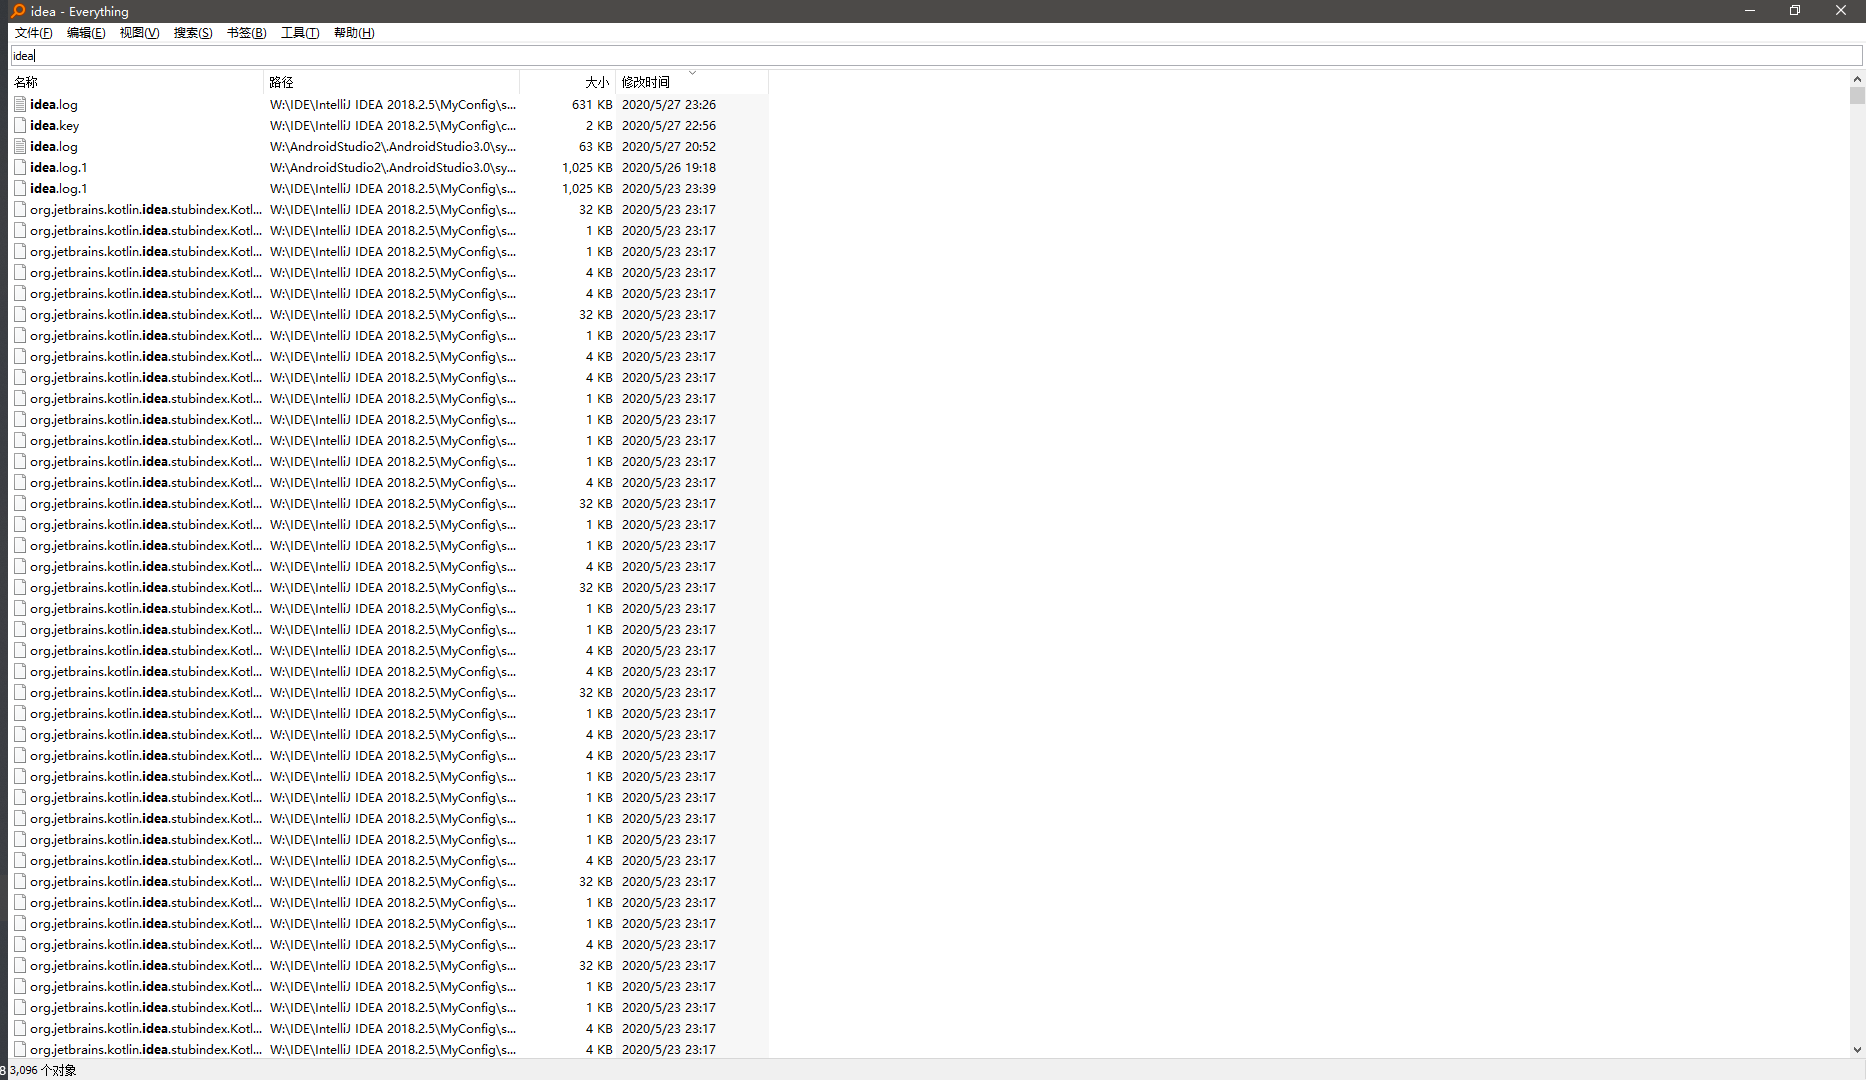 idea - Everything
文件(F) 编辑(E) 视图(V) 搜索(S) 书签(B) 工具(T) 帮助(H)
idea
名称 路径 大小 修改时间
idea.log W:\IDE\IntelliJ IDEA 2018.2.5\MyConfig\s... 631 KB 2020/5/27 23:26
idea.key W:\IDE\IntelliJ IDEA 2018.2.5\MyConfig\c... 2 KB 2020/5/27 22:56
idea.log W:\AndroidStudio2\.AndroidStudio3.0\sy... 63 KB 2020/5/27 20:52
idea.log.1 W:\AndroidStudio2\.AndroidStudio3.0\sy... 1,025 KB 2020/5/26 19:18
idea.log.1 W:\IDE\IntelliJ IDEA 2018.2.5\MyConfig\s... 1,025 KB 2020/5/23 23:39
org.jetbrains.kotlin.idea.stubindex.Kotl... W:\IDE\IntelliJ IDEA 2018.2.5\MyConfig\s... 32 KB 2020/5/23 23:17
org.jetbrains.kotlin.idea.stubindex.Kotl... W:\IDE\IntelliJ IDEA 2018.2.5\MyConfig\s... 1 KB 2020/5/23 23:17
org.jetbrains.kotlin.idea.stubindex.Kotl... W:\IDE\IntelliJ IDEA 2018.2.5\MyConfig\s... 1 KB 2020/5/23 23:17
org.jetbrains.kotlin.idea.stubindex.Kotl... W:\IDE\IntelliJ IDEA 2018.2.5\MyConfig\s... 4 KB 2020/5/23 23:17
org.jetbrains.kotlin.idea.stubindex.Kotl... W:\IDE\IntelliJ IDEA 2018.2.5\MyConfig\s... 4 KB 2020/5/23 23:17
org.jetbrains.kotlin.idea.stubindex.Kotl... W:\IDE\IntelliJ IDEA 2018.2.5\MyConfig\s... 32 KB 2020/5/23 23:17
org.jetbrains.kotlin.idea.stubindex.Kotl... W:\IDE\IntelliJ IDEA 2018.2.5\MyConfig\s... 1 KB 2020/5/23 23:17
org.jetbrains.kotlin.idea.stubindex.Kotl... W:\IDE\IntelliJ IDEA 2018.2.5\MyConfig\s... 4 KB 2020/5/23 23:17
org.jetbrains.kotlin.idea.stubindex.Kotl... W:\IDE\IntelliJ IDEA 2018.2.5\MyConfig\s... 4 KB 2020/5/23 23:17
org.jetbrains.kotlin.idea.stubindex.Kotl... W:\IDE\IntelliJ IDEA 2018.2.5\MyConfig\s... 1 KB 2020/5/23 23:17
org.jetbrains.kotlin.idea.stubindex.Kotl... W:\IDE\IntelliJ IDEA 2018.2.5\MyConfig\s... 1 KB 2020/5/23 23:17
org.jetbrains.kotlin.idea.stubindex.Kotl... W:\IDE\IntelliJ IDEA 2018.2.5\MyConfig\s... 1 KB 2020/5/23 23:17
org.jetbrains.kotlin.idea.stubindex.Kotl... W:\IDE\IntelliJ IDEA 2018.2.5\MyConfig\s... 1 KB 2020/5/23 23:17
org.jetbrains.kotlin.idea.stubindex.Kotl... W:\IDE\IntelliJ IDEA 2018.2.5\MyConfig\s... 4 KB 2020/5/23 23:17
org.jetbrains.kotlin.idea.stubindex.Kotl... W:\IDE\IntelliJ IDEA 2018.2.5\MyConfig\s... 32 KB 2020/5/23 23:17
org.jetbrains.kotlin.idea.stubindex.Kotl... W:\IDE\IntelliJ IDEA 2018.2.5\MyConfig\s... 1 KB 2020/5/23 23:17
org.jetbrains.kotlin.idea.stubindex.Kotl... W:\IDE\IntelliJ IDEA 2018.2.5\MyConfig\s... 1 KB 2020/5/23 23:17
org.jetbrains.kotlin.idea.stubindex.Kotl... W:\IDE\IntelliJ IDEA 2018.2.5\MyConfig\s... 4 KB 2020/5/23 23:17
org.jetbrains.kotlin.idea.stubindex.Kotl... W:\IDE\IntelliJ IDEA 2018.2.5\MyConfig\s... 32 KB 2020/5/23 23:17
org.jetbrains.kotlin.idea.stubindex.Kotl... W:\IDE\IntelliJ IDEA 2018.2.5\MyConfig\s... 1 KB 2020/5/23 23:17
org.jetbrains.kotlin.idea.stubindex.Kotl... W:\IDE\IntelliJ IDEA 2018.2.5\MyConfig\s... 1 KB 2020/5/23 23:17
org.jetbrains.kotlin.idea.stubindex.Kotl... W:\IDE\IntelliJ IDEA 2018.2.5\MyConfig\s... 4 KB 2020/5/23 23:17
org.jetbrains.kotlin.idea.stubindex.Kotl... W:\IDE\IntelliJ IDEA 2018.2.5\MyConfig\s... 4 KB 2020/5/23 23:17
org.jetbrains.kotlin.idea.stubindex.Kotl... W:\IDE\IntelliJ IDEA 2018.2.5\MyConfig\s... 32 KB 2020/5/23 23:17
org.jetbrains.kotlin.idea.stubindex.Kotl... W:\IDE\IntelliJ IDEA 2018.2.5\MyConfig\s... 1 KB 2020/5/23 23:17
org.jetbrains.kotlin.idea.stubindex.Kotl... W:\IDE\IntelliJ IDEA 2018.2.5\MyConfig\s... 4 KB 2020/5/23 23:17
org.jetbrains.kotlin.idea.stubindex.Kotl... W:\IDE\IntelliJ IDEA 2018.2.5\MyConfig\s... 4 KB 2020/5/23 23:17
org.jetbrains.kotlin.idea.stubindex.Kotl... W:\IDE\IntelliJ IDEA 2018.2.5\MyConfig\s... 1 KB 2020/5/23 23:17
org.jetbrains.kotlin.idea.stubindex.Kotl... W:\IDE\IntelliJ IDEA 2018.2.5\MyConfig\s... 1 KB 2020/5/23 23:17
org.jetbrains.kotlin.idea.stubindex.Kotl... W:\IDE\IntelliJ IDEA 2018.2.5\MyConfig\s... 1 KB 2020/5/23 23:17
org.jetbrains.kotlin.idea.stubindex.Kotl... W:\IDE\IntelliJ IDEA 2018.2.5\MyConfig\s... 1 KB 2020/5/23 23:17
org.jetbrains.kotlin.idea.stubindex.Kotl... W:\IDE\IntelliJ IDEA 2018.2.5\MyConfig\s... 4 KB 2020/5/23 23:17
org.jetbrains.kotlin.idea.stubindex.Kotl... W:\IDE\IntelliJ IDEA 2018.2.5\MyConfig\s... 32 KB 2020/5/23 23:17
org.jetbrains.kotlin.idea.stubindex.Kotl... W:\IDE\IntelliJ IDEA 2018.2.5\MyConfig\s... 1 KB 2020/5/23 23:17
org.jetbrains.kotlin.idea.stubindex.Kotl... W:\IDE\IntelliJ IDEA 2018.2.5\MyConfig\s... 1 KB 2020/5/23 23:17
org.jetbrains.kotlin.idea.stubindex.Kotl... W:\IDE\IntelliJ IDEA 2018.2.5\MyConfig\s... 4 KB 2020/5/23 23:17
org.jetbrains.kotlin.idea.stubindex.Kotl... W:\IDE\IntelliJ IDEA 2018.2.5\MyConfig\s... 32 KB 2020/5/23 23:17
org.jetbrains.kotlin.idea.stubindex.Kotl... W:\IDE\IntelliJ IDEA 2018.2.5\MyConfig\s... 1 KB 2020/5/23 23:17
org.jetbrains.kotlin.idea.stubindex.Kotl... W:\IDE\IntelliJ IDEA 2018.2.5\MyConfig\s... 1 KB 2020/5/23 23:17
org.jetbrains.kotlin.idea.stubindex.Kotl... W:\IDE\IntelliJ IDEA 2018.2.5\MyConfig\s... 4 KB 2020/5/23 23:17
org.jetbrains.kotlin.idea.stubindex.Kotl... W:\IDE\IntelliJ IDEA 2018.2.5\MyConfig\s... 4 KB 2020/5/23 23:17
8 3,096 个对象